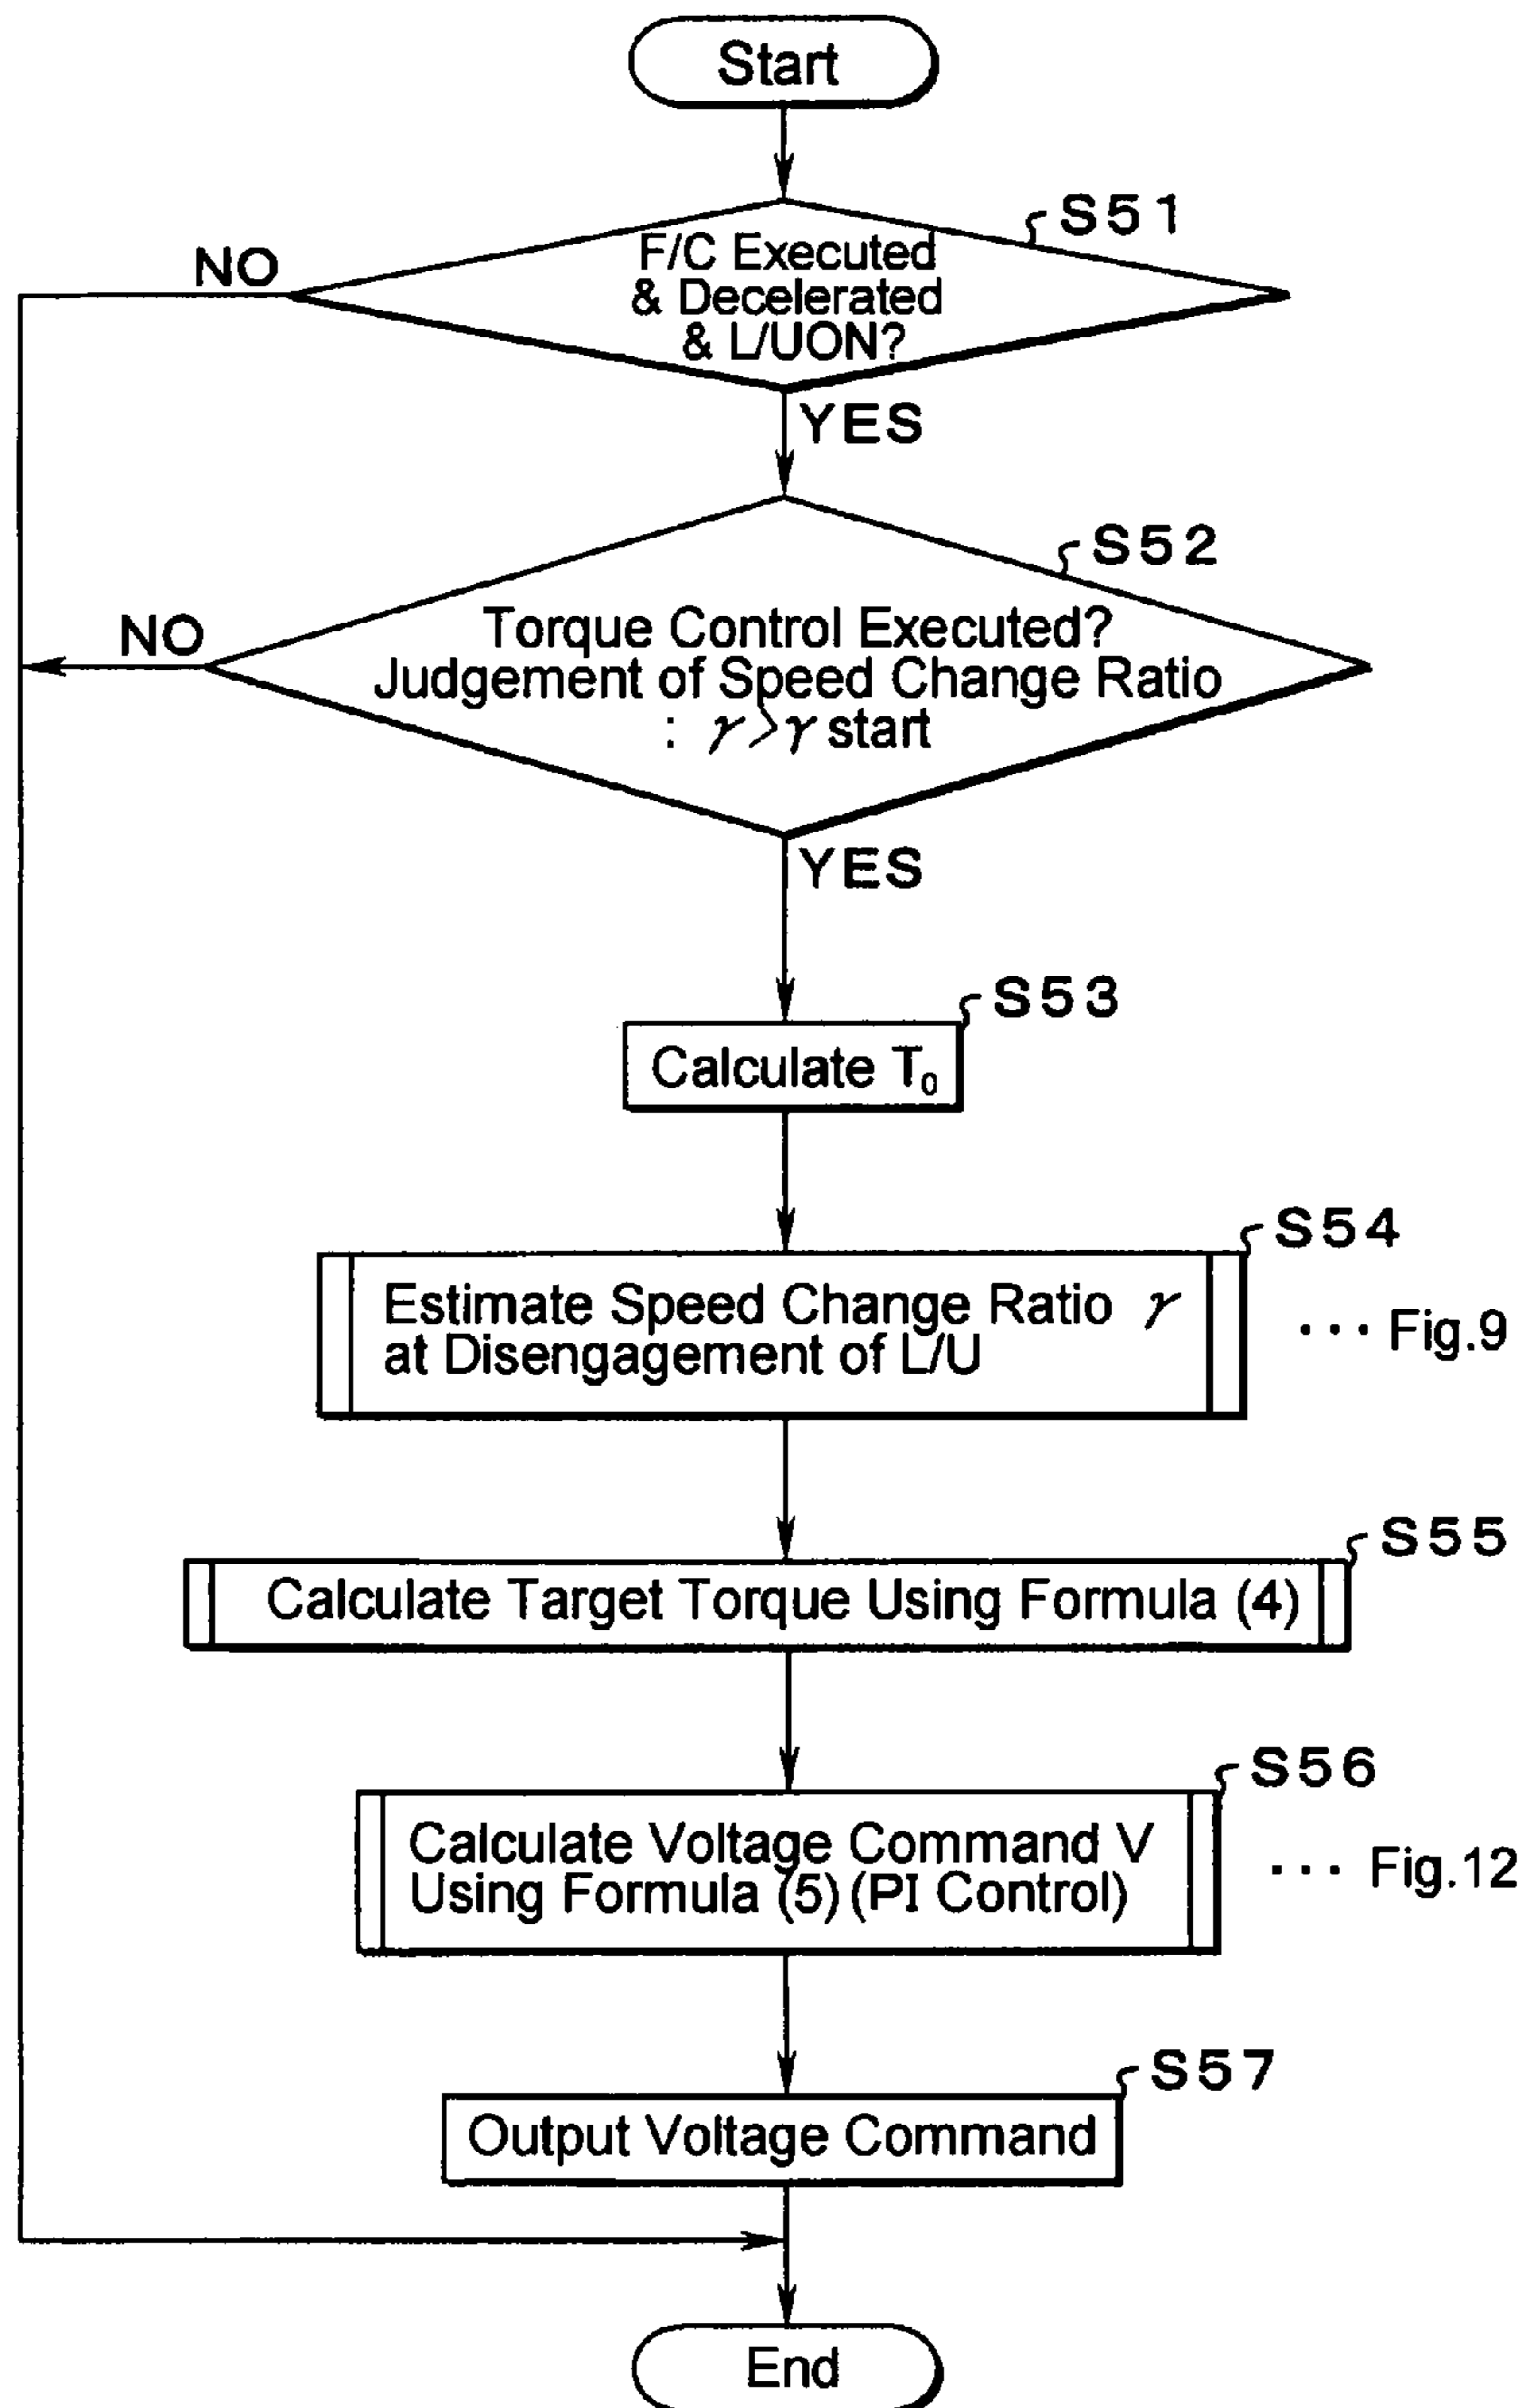 Start
S51
NO
F/C Executed
& Decelerated
& L/UON?
YES
S52
NO
Torque Control Executed?
Judgement of Speed Change Ratio
: γ>γ start
YES
S53
Calculate T₀
S54
Estimate Speed Change Ratio γ
at Disengagement of L/U
··· Fig.9
S55
Calculate Target Torque Using Formula (4)
S56
Calculate Voltage Command V
Using Formula (5) (PI Control)
··· Fig.12
S57
Output Voltage Command
End